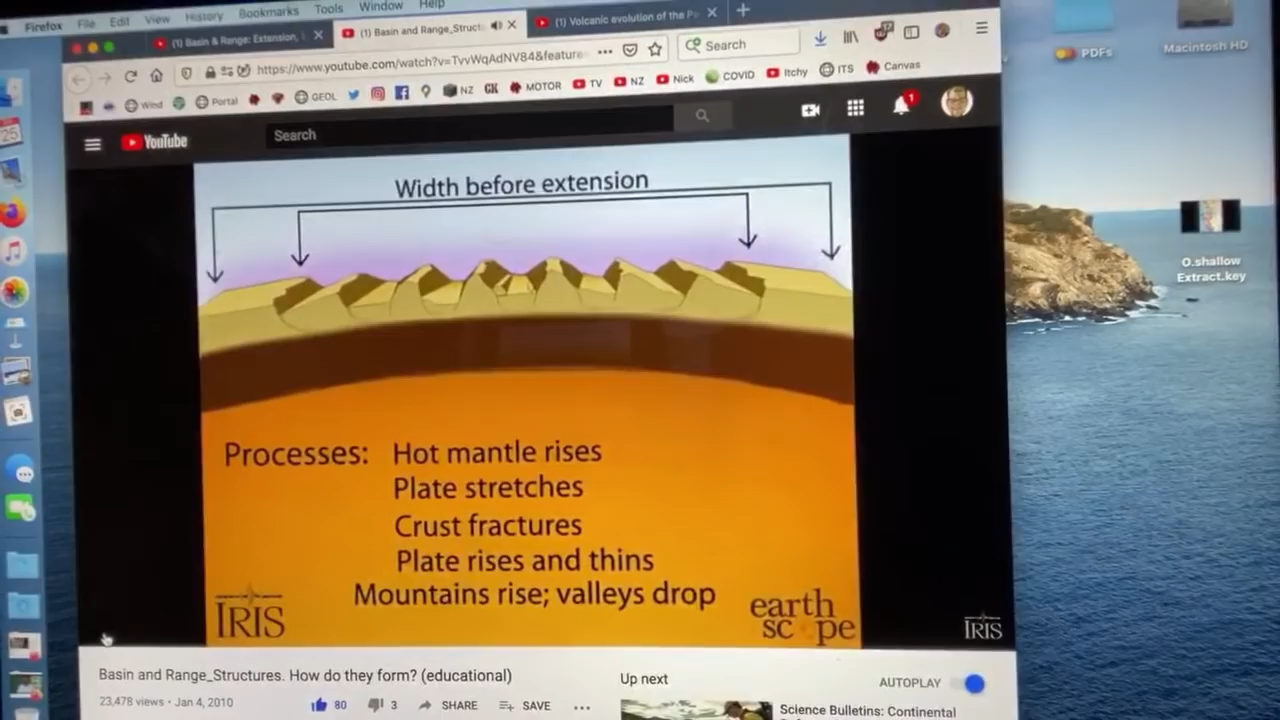 Firefox File Edit View History Bookmarks Tools Window Help
(1) Basin & Range: Extension,
(1) Basin and Range_Struct
(1) Volcanic evolution of the P
https://www.youtube.com/watch?v=TvvWqAdNV84&feature
Search
Wind Portal GEOL NZ MOTOR TV NZ Nick COVID Itchy ITS Canvas
PDFs
Macintosh HD
YouTube
Search
1
25
O.shallow
Extract.key
Width before extension
Processes: Hot mantle rises
Plate stretches
Crust fractures
Plate rises and thins
Mountains rise; valleys drop
IRIS
earth
scope
IRIS
Basin and Range_Structures. How do they form? (educational)
23,478 views • Jan 4, 2010
80 3 SHARE SAVE
Up next
AUTOPLAY
Science Bulletins: Continental